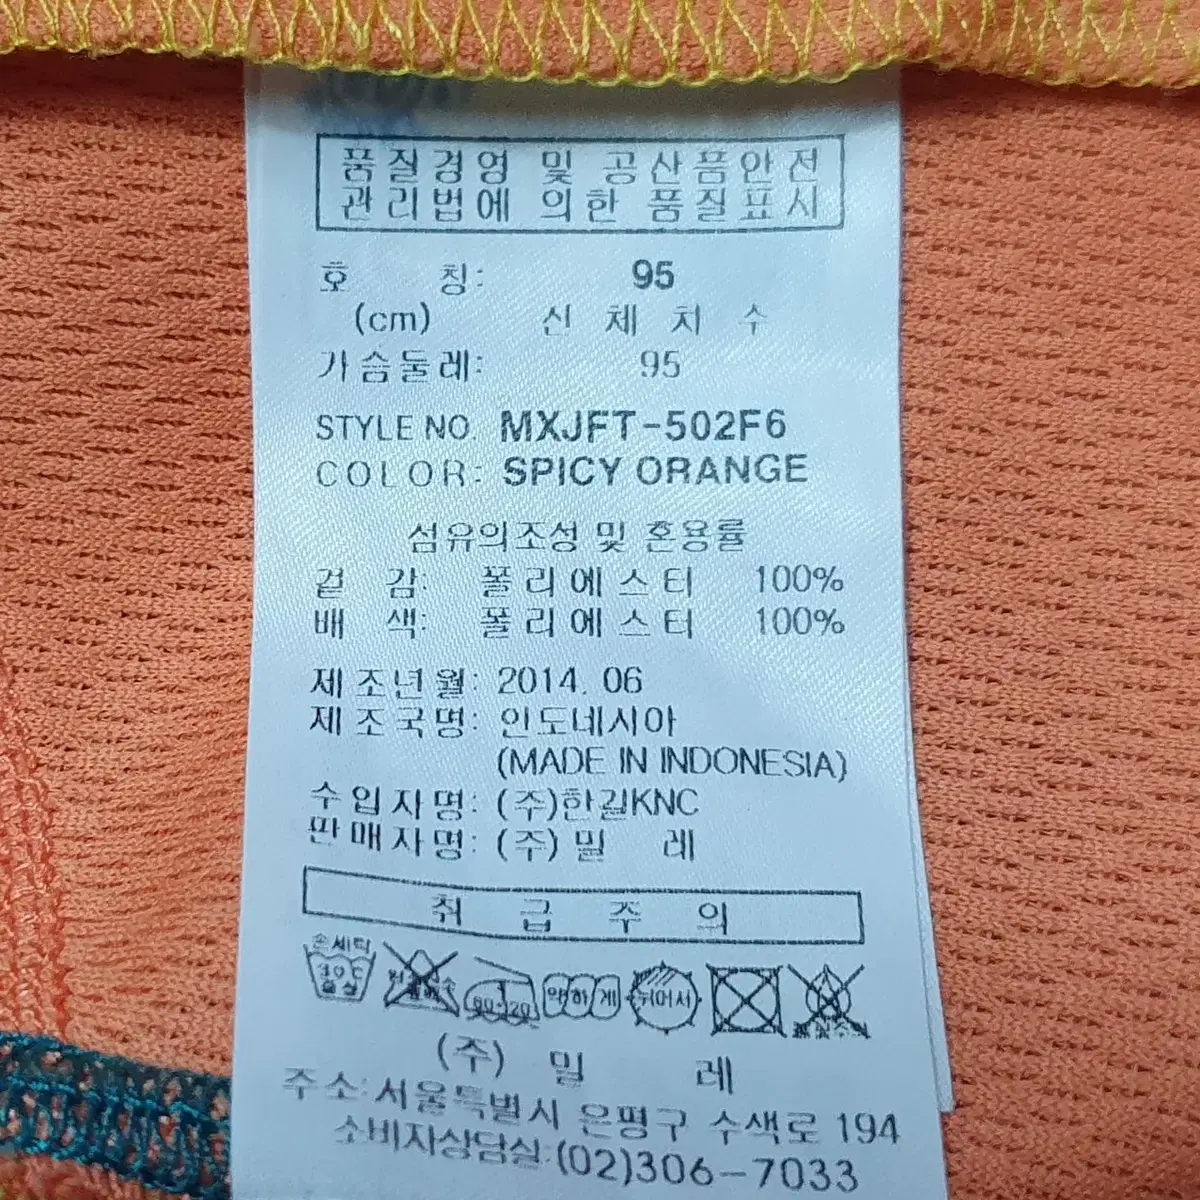 품질경영 및 공산품안전
관리법에 의한 품질표시
호 칭: 95
(cm) 신 체 치 수
가슴둘레: 95
STYLE NO. MXJFT-502F6
COLOR: SPICY ORANGE
섬유의조성 및 혼용률
겉 감: 폴리에스터 100%
배 색: 폴리에스터 100%
제조년월: 2014. 06
제조국명: 인도네시아
(MADE IN INDONESIA)
수입자명: (주)한길KNC
판매자명: (주) 밀 레
취 급 주 의
손세탁
30℃
약하게
뉘어서
(주) 밀 레
주소:서울특별시 은평구 수색로 194
소비자상담실:(02)306-7033